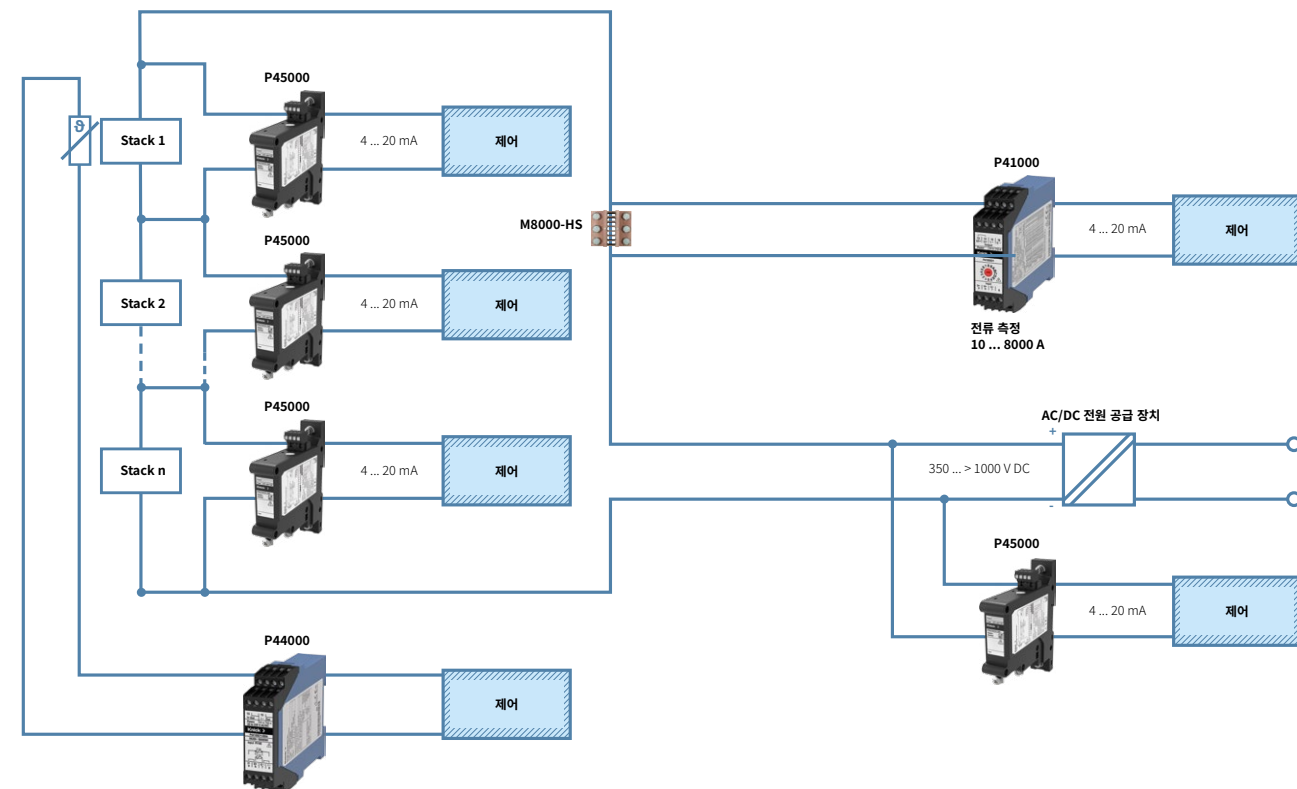 P45000
ϑ
Stack 1
4 ... 20 mA
제어
P41000
M8000-HS
4 ... 20 mA
제어
P45000
Stack 2
4 ... 20 mA
제어
전류 측정
10 ... 8000 A
P45000
AC/DC 전원 공급 장치
+
Stack n
4 ... 20 mA
제어
350 ... > 1000 V DC
-
P45000
4 ... 20 mA
제어
P44000
제어
Knick